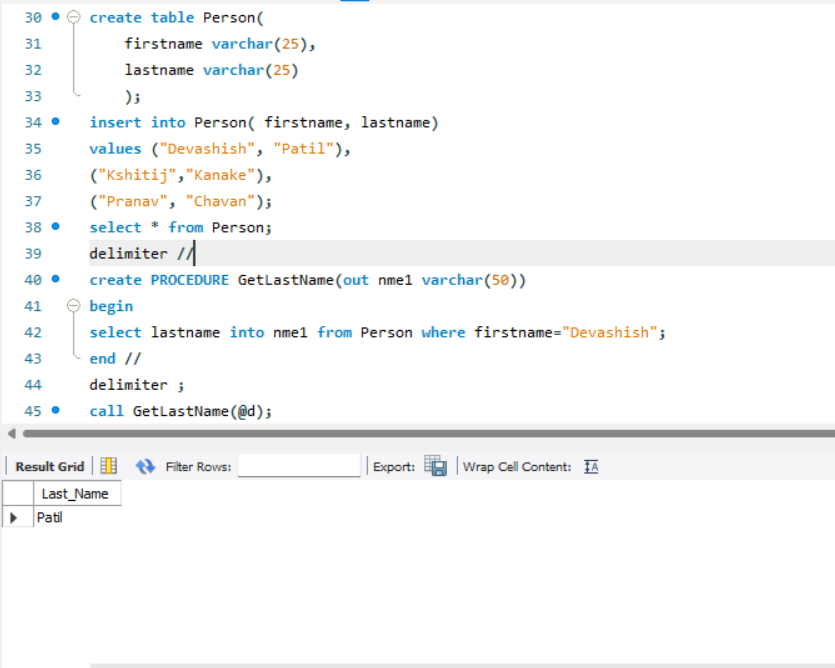 30 create table Person(
31 firstname varchar(25),
32 lastname varchar(25)
33 );
34 insert into Person( firstname, lastname)
35 values ("Devashish", "Patil"),
36 ("Kshitij","Kanake"),
37 ("Pranav", "Chavan");
38 select * from Person;
39 delimiter //
40 create PROCEDURE GetLastName(out nme1 varchar(50))
41 begin
42 select lastname into nme1 from Person where firstname="Devashish";
43 end //
44 delimiter ;
45 call GetLastName(@d);
Result Grid Filter Rows: Export: Wrap Cell Content: IA
Last_Name
Patil